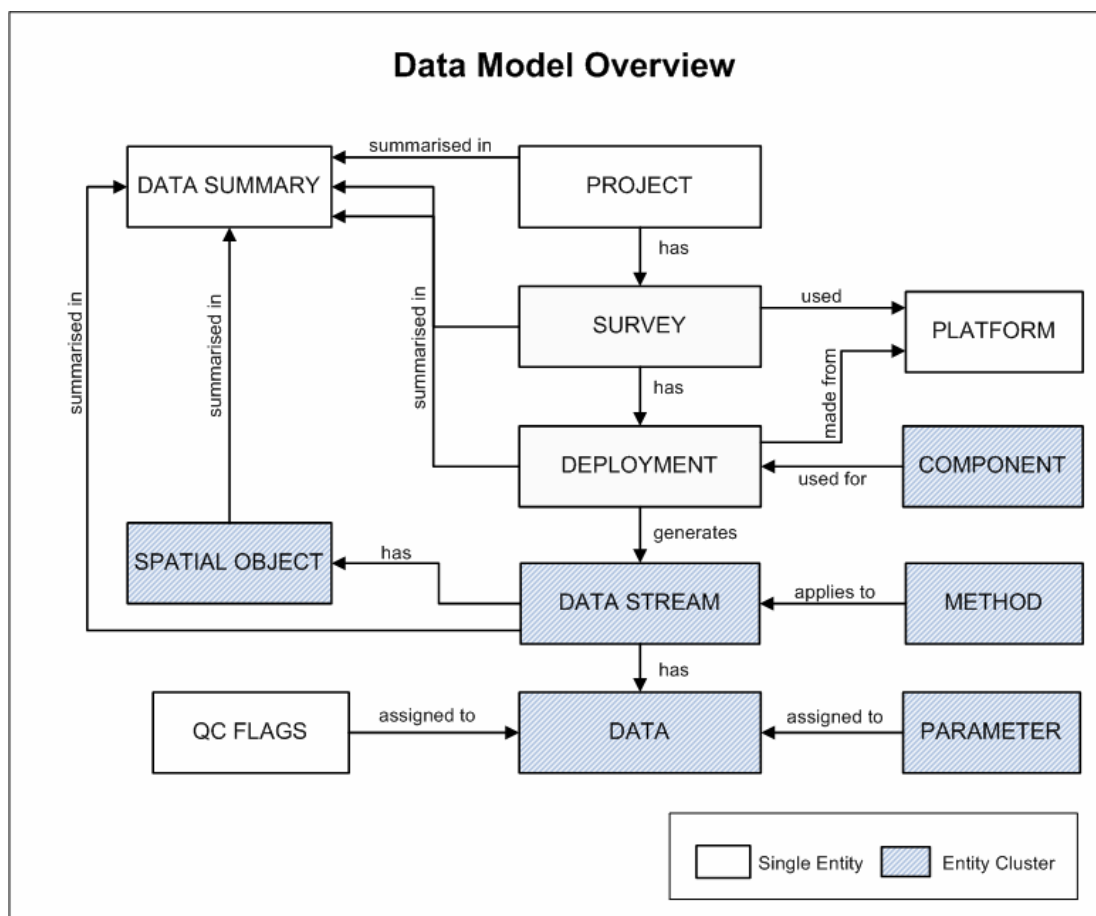 Data Model Overview
summarised in
DATA SUMMARY
PROJECT
has
used
SURVEY
PLATFORM
summarised in
summarised in
summarised in
has
made from
DEPLOYMENT
COMPONENT
used for
generates
has
SPATIAL OBJECT
DATA STREAM
applies to
METHOD
has
QC FLAGS
assigned to
DATA
assigned to
PARAMETER
Single Entity
Entity Cluster